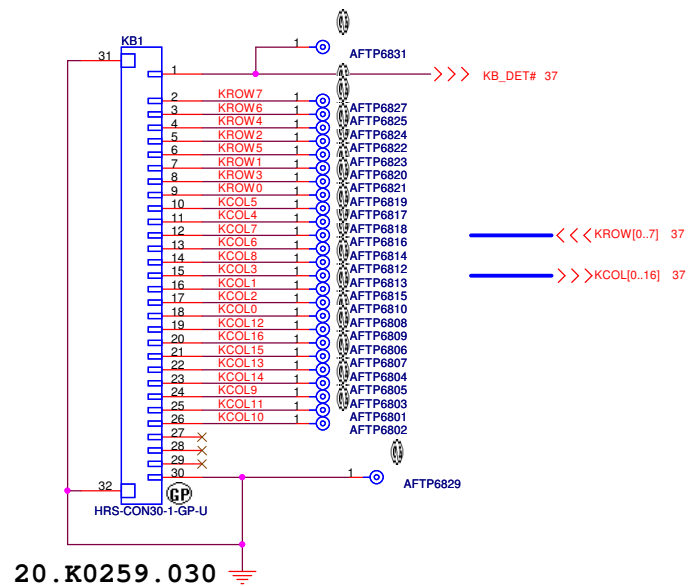 KB1
31
1
1
AFTP6831
KB_DET# 37
2 KROW7 1 AFTP6827
3 KROW6 1 AFTP6825
4 KROW4 1 AFTP6824
5 KROW2 1 AFTP6822
6 KROW5 1 AFTP6823
7 KROW1 1 AFTP6820
8 KROW3 1 AFTP6821
9 KROW0 1 AFTP6819
10 KCOL5 1 AFTP6817
11 KCOL4 1 AFTP6818
12 KCOL7 1 AFTP6816
13 KCOL6 1 AFTP6814
14 KCOL8 1 AFTP6812
15 KCOL3 1 AFTP6813
16 KCOL1 1 AFTP6815
17 KCOL2 1 AFTP6810
18 KCOL0 1 AFTP6808
19 KCOL12 1 AFTP6809
20 KCOL16 1 AFTP6806
21 KCOL15 1 AFTP6807
22 KCOL13 1 AFTP6804
23 KCOL14 1 AFTP6805
24 KCOL9 1 AFTP6803
25 KCOL11 1 AFTP6801
26 KCOL10 1 AFTP6802
KROW[0..7] 37
KCOL[0..16] 37
27
28
29
30
1
AFTP6829
32
GP
HRS-CON30-1-GP-U
20.K0259.030